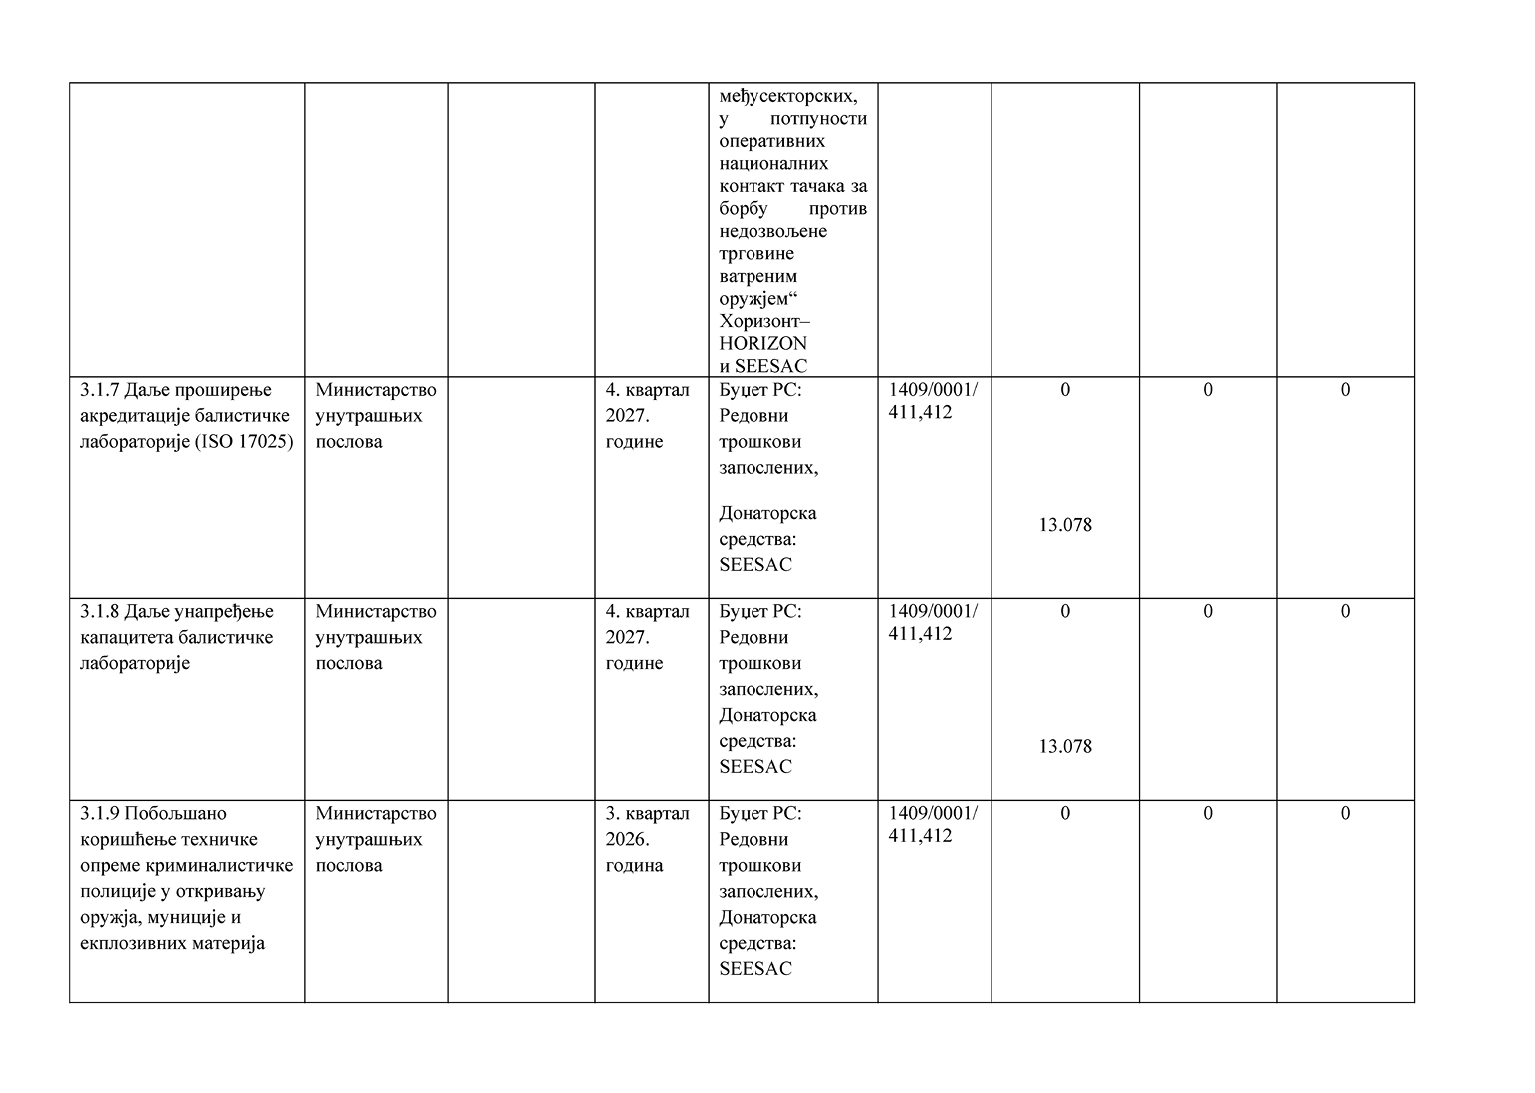 међусекторских,
у потпуности
оперативних
националних
контакт тачака за
борбу против
недозвољене
трговине
ватреним
оружјем“
Хоризонт–
HORIZON
и SEESAC
3.1.7 Даље проширење
акредитације балистичке
лабораторије (ISO 17025)
Министарство
унутрашњих
послова
4. квартал
2027.
године
Буџет РС:
Редовни
трошкови
запослених,
Донаторска
средства:
SEESAC
1409/0001/
411,412
0
13.078
0
0
3.1.8 Даље унапређење
капацитета балистичке
лабораторије
Министарство
унутрашњих
послова
4. квартал
2027.
године
Буџет РС:
Редовни
трошкови
запослених,
Донаторска
средства:
SEESAC
1409/0001/
411,412
0
13.078
0
0
3.1.9 Побољшано
коришћење техничке
опреме криминалистичке
полиције у откривању
оружја, муниције и
екплозивних материја
Министарство
унутрашњих
послова
3. квартал
2026.
година
Буџет РС:
Редовни
трошкови
запослених,
Донаторска
средства:
SEESAC
1409/0001/
411,412
0
0
0